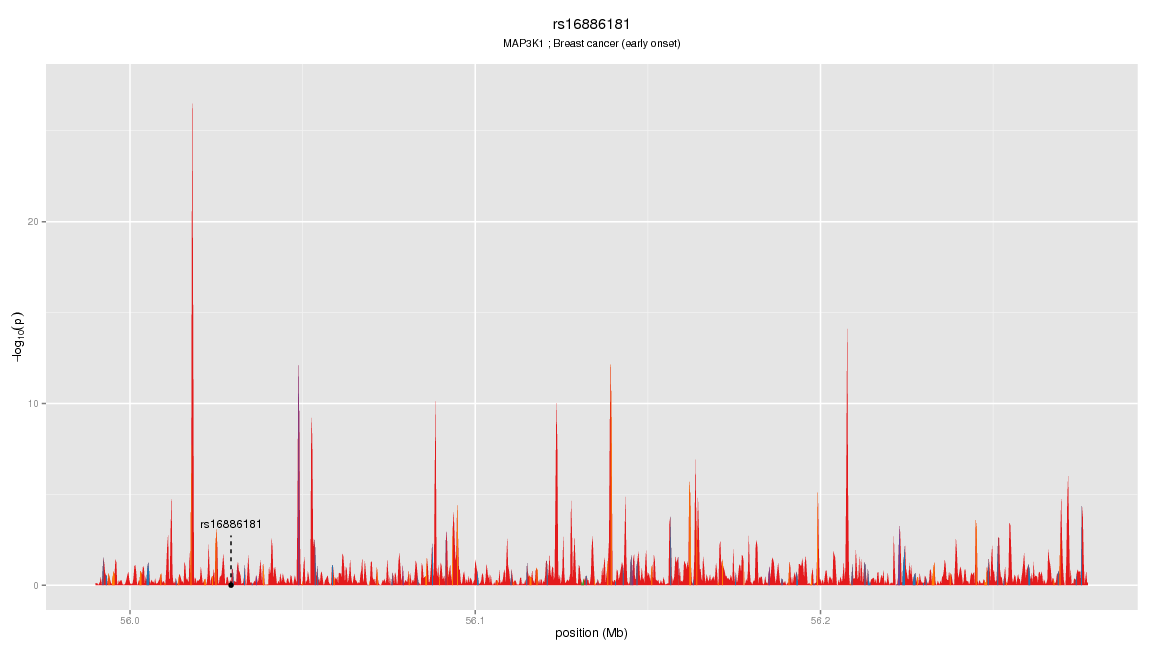 rs16886181
MAP3K1 ; Breast cancer (early onset)
−log10(p)
20
10
0
rs16886181
56.0
56.1
56.2
position (Mb)